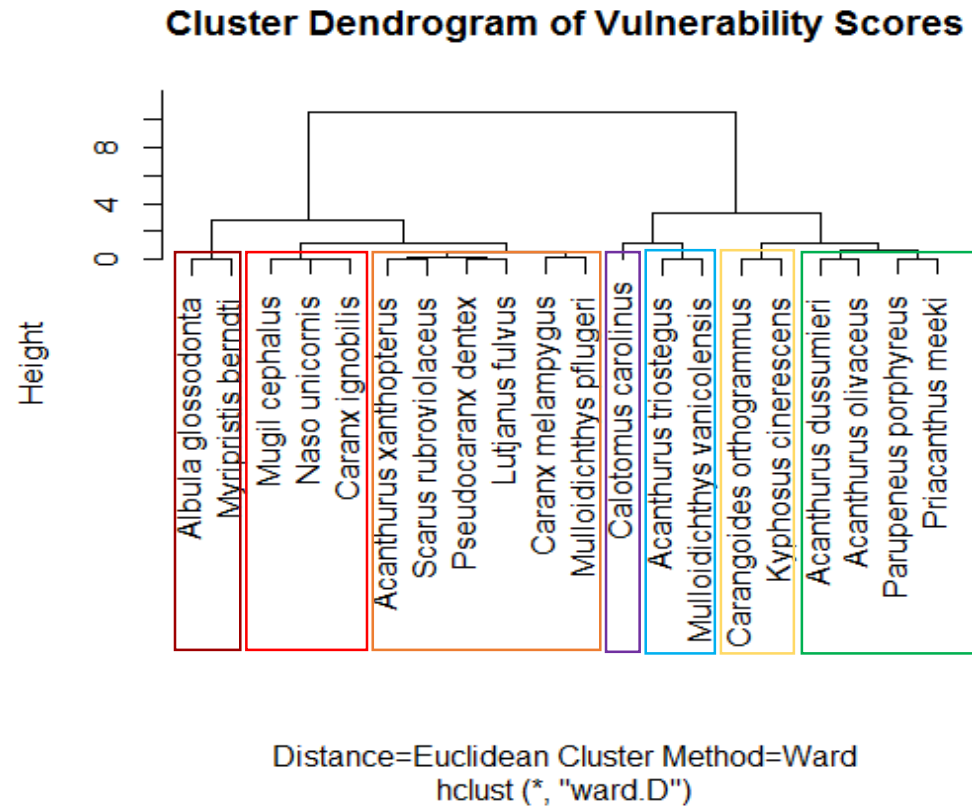 Cluster Dendrogram of Vulnerability Scores
Height
0
4
8
Albula glossodonta
Myripristis berndti
Mugil cephalus
Naso unicornis
Caranx ignobilis
Acanthurus xanthopterus
Scarus rubroviolaceus
Pseudocaranx dentex
Lutjanus fulvus
Caranx melampygus
Mulloidichthys pflugeri
Calotomus carolinus
Acanthurus triostegus
Mulloidichthys vanicolensis
Carangoides orthogrammus
Kyphosus cinerescens
Acanthurus dussumieri
Acanthurus olivaceus
Parupeneus porphyreus
Priacanthus meeki
Distance=Euclidean Cluster Method=Ward
hclust (*, "ward.D")